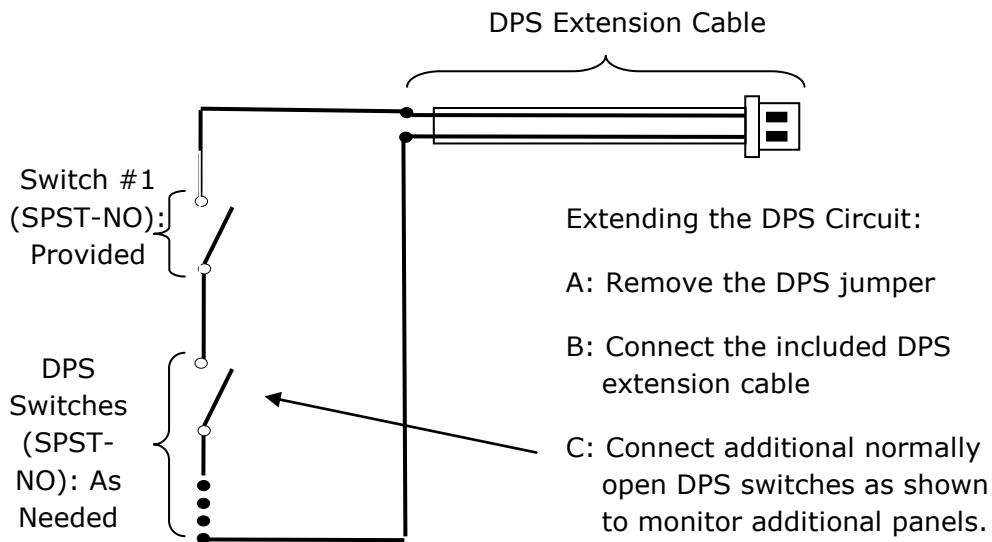 DPS Extension Cable
Switch #1
(SPST-NO):
Provided
DPS
Switches
(SPST-
NO): As
Needed
Extending the DPS Circuit:
A: Remove the DPS jumper
B: Connect the included DPS
extension cable
C: Connect additional normally
open DPS switches as shown
to monitor additional panels.